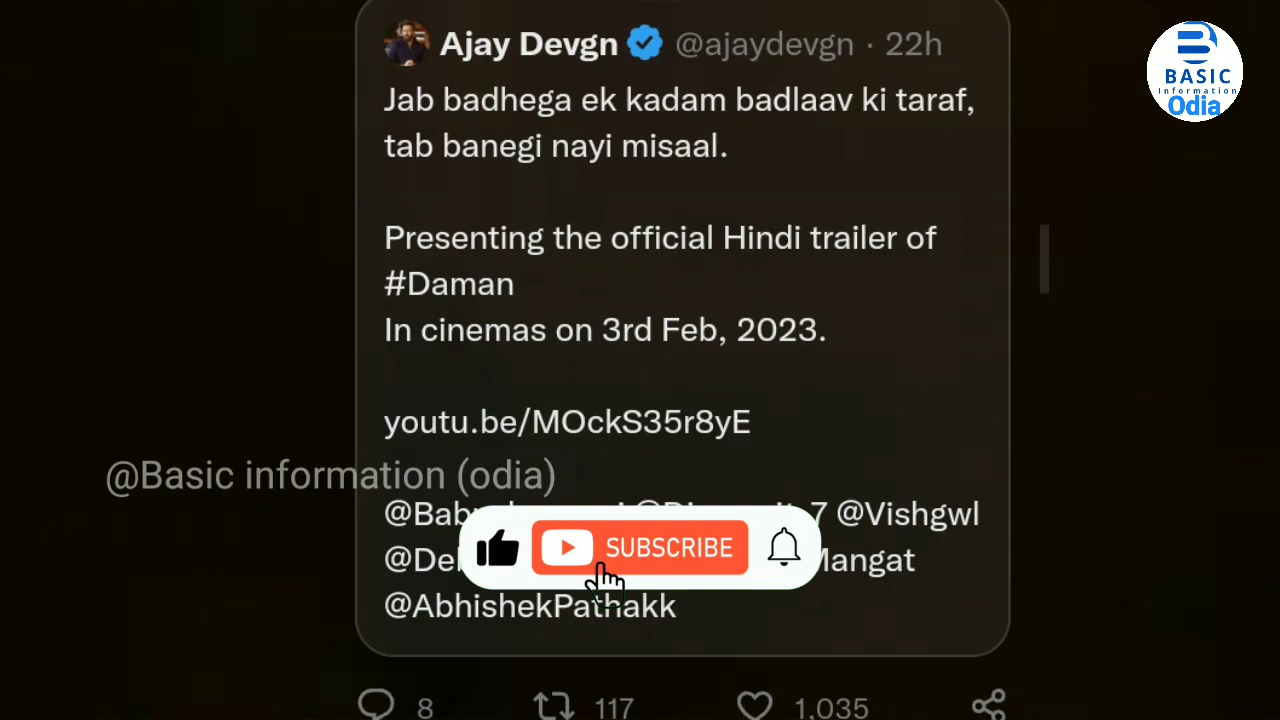 Ajay Devgn @ajaydevgn · 22h
BASIC
Information
Odia
Jab badhega ek kadam badlaav ki taraf,
tab banegi nayi misaal.
Presenting the official Hindi trailer of
#Daman
In cinemas on 3rd Feb, 2023.
youtu.be/MOckS35r8yE
@Basic information (odia)
@Vishgwl
SUBSCRIBE
@AbhishekPathakk
8 117 1,035